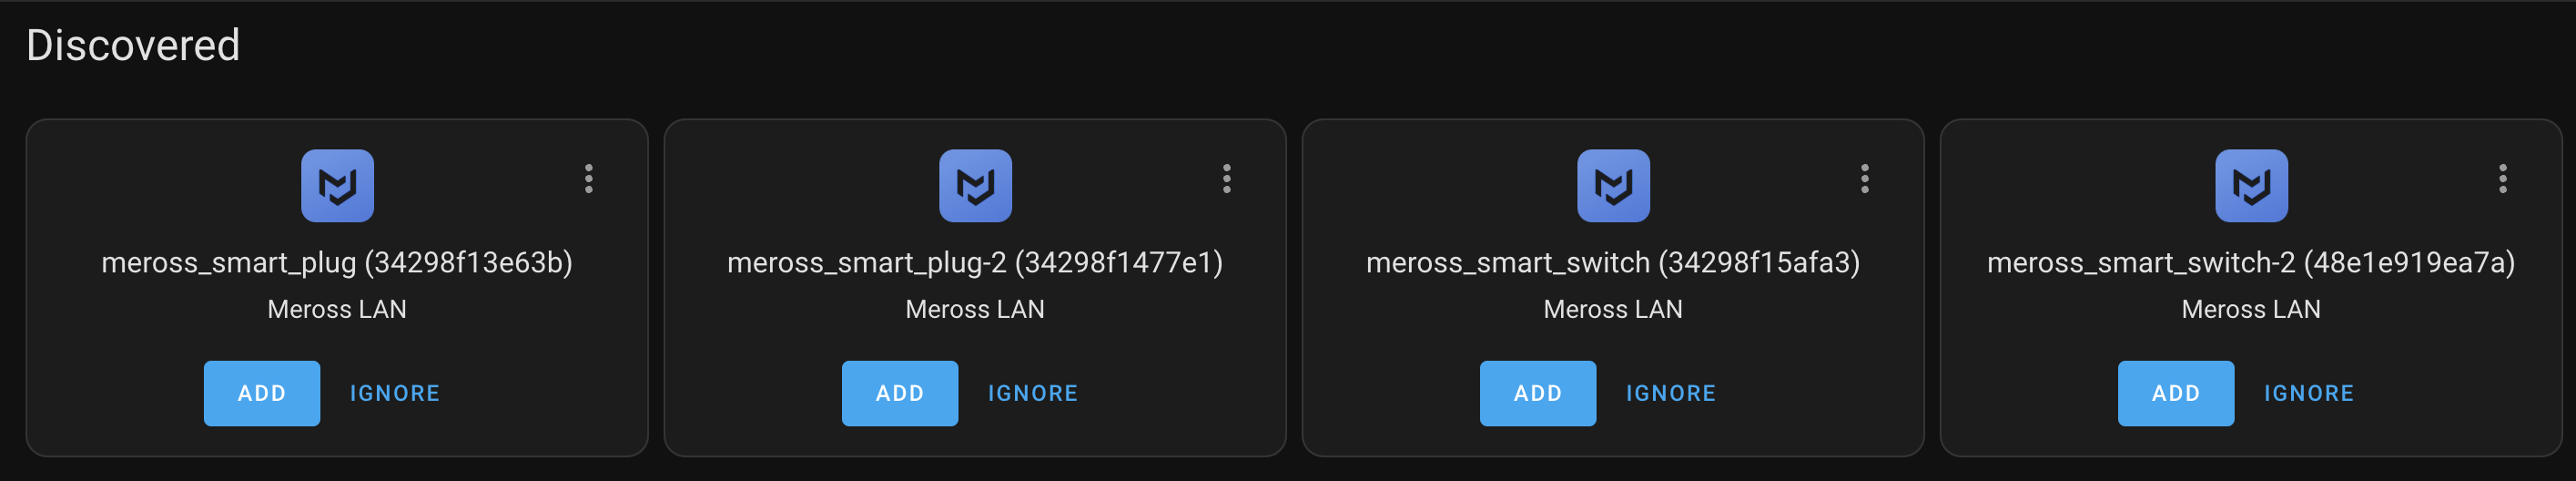 Discovered
meross_smart_plug (34298f13e63b)
Meross LAN
ADD IGNORE
meross_smart_plug-2 (34298f1477e1)
Meross LAN
ADD IGNORE
meross_smart_switch (34298f15afa3)
Meross LAN
ADD IGNORE
meross_smart_switch-2 (48e1e919ea7a)
Meross LAN
ADD IGNORE